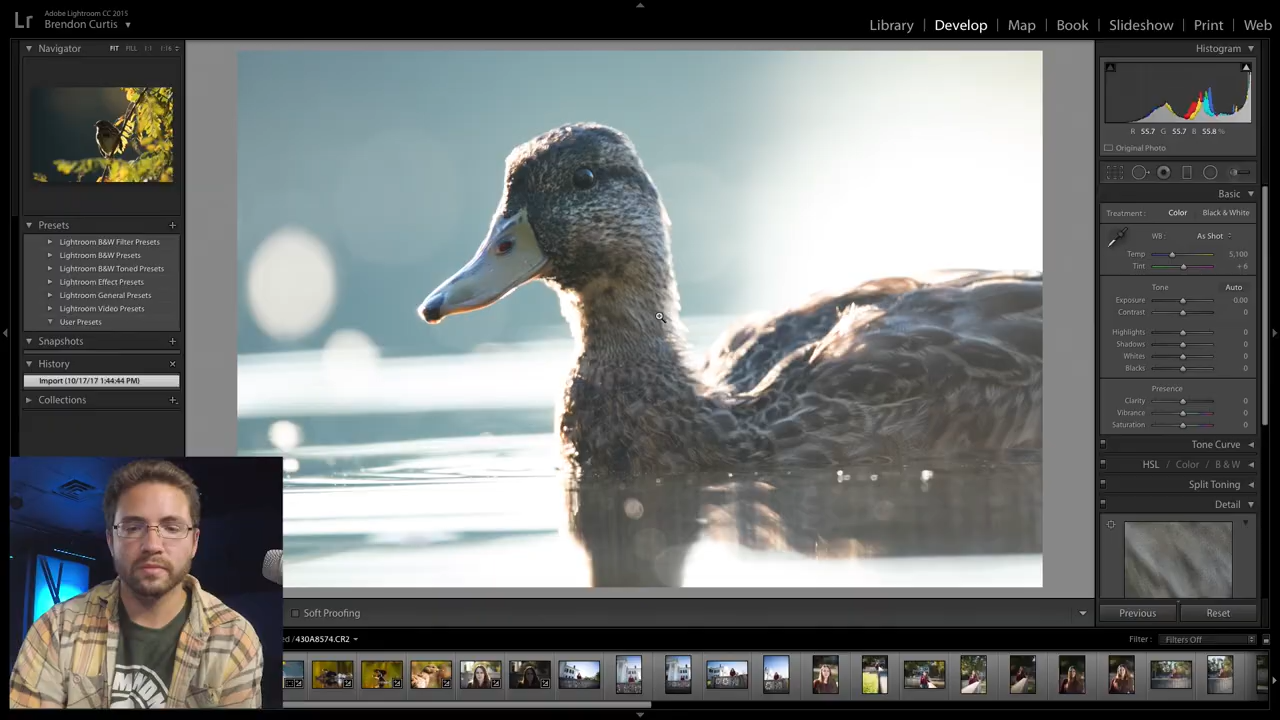 Lr
Adobe Lightroom CC 2015
Brendon Curtis
Library | Develop | Map | Book | Slideshow | Print | Web
Navigator FIT FILL 1:1 1:16
Histogram
R 55.7 G 55.7 B 55.8 %
Original Photo
Basic
Treatment : Color Black & White
WB : As Shot
Temp 5,100
Tint + 6
Tone Auto
Exposure 0.00
Contrast 0
Highlights 0
Shadows 0
Whites 0
Blacks 0
Presence
Clarity 0
Vibrance 0
Saturation 0
Tone Curve
HSL / Color / B & W
Split Toning
Detail
Previous Reset
Presets
Lightroom B&W Filter Presets
Lightroom B&W Presets
Lightroom B&W Toned Presets
Lightroom Effect Presets
Lightroom General Presets
Lightroom Video Presets
User Presets
Snapshots
History
Import (10/17/17 1:44:44 PM)
Collections
Soft Proofing
/430A8574.CR2
Filter : Filters Off